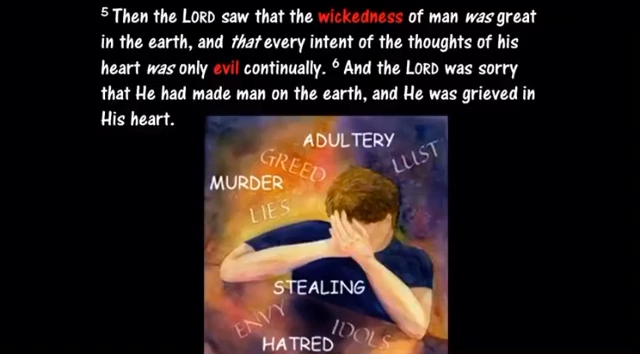 5 Then the LORD saw that the wickedness of man was great
in the earth, and that every intent of the thoughts of his
heart was only evil continually. 6 And the LORD was sorry
that He had made man on the earth, and He was grieved in
His heart.
ADULTERY
GREED
LUST
MURDER
LIES
STEALING
ENVY
IDOLS
HATRED